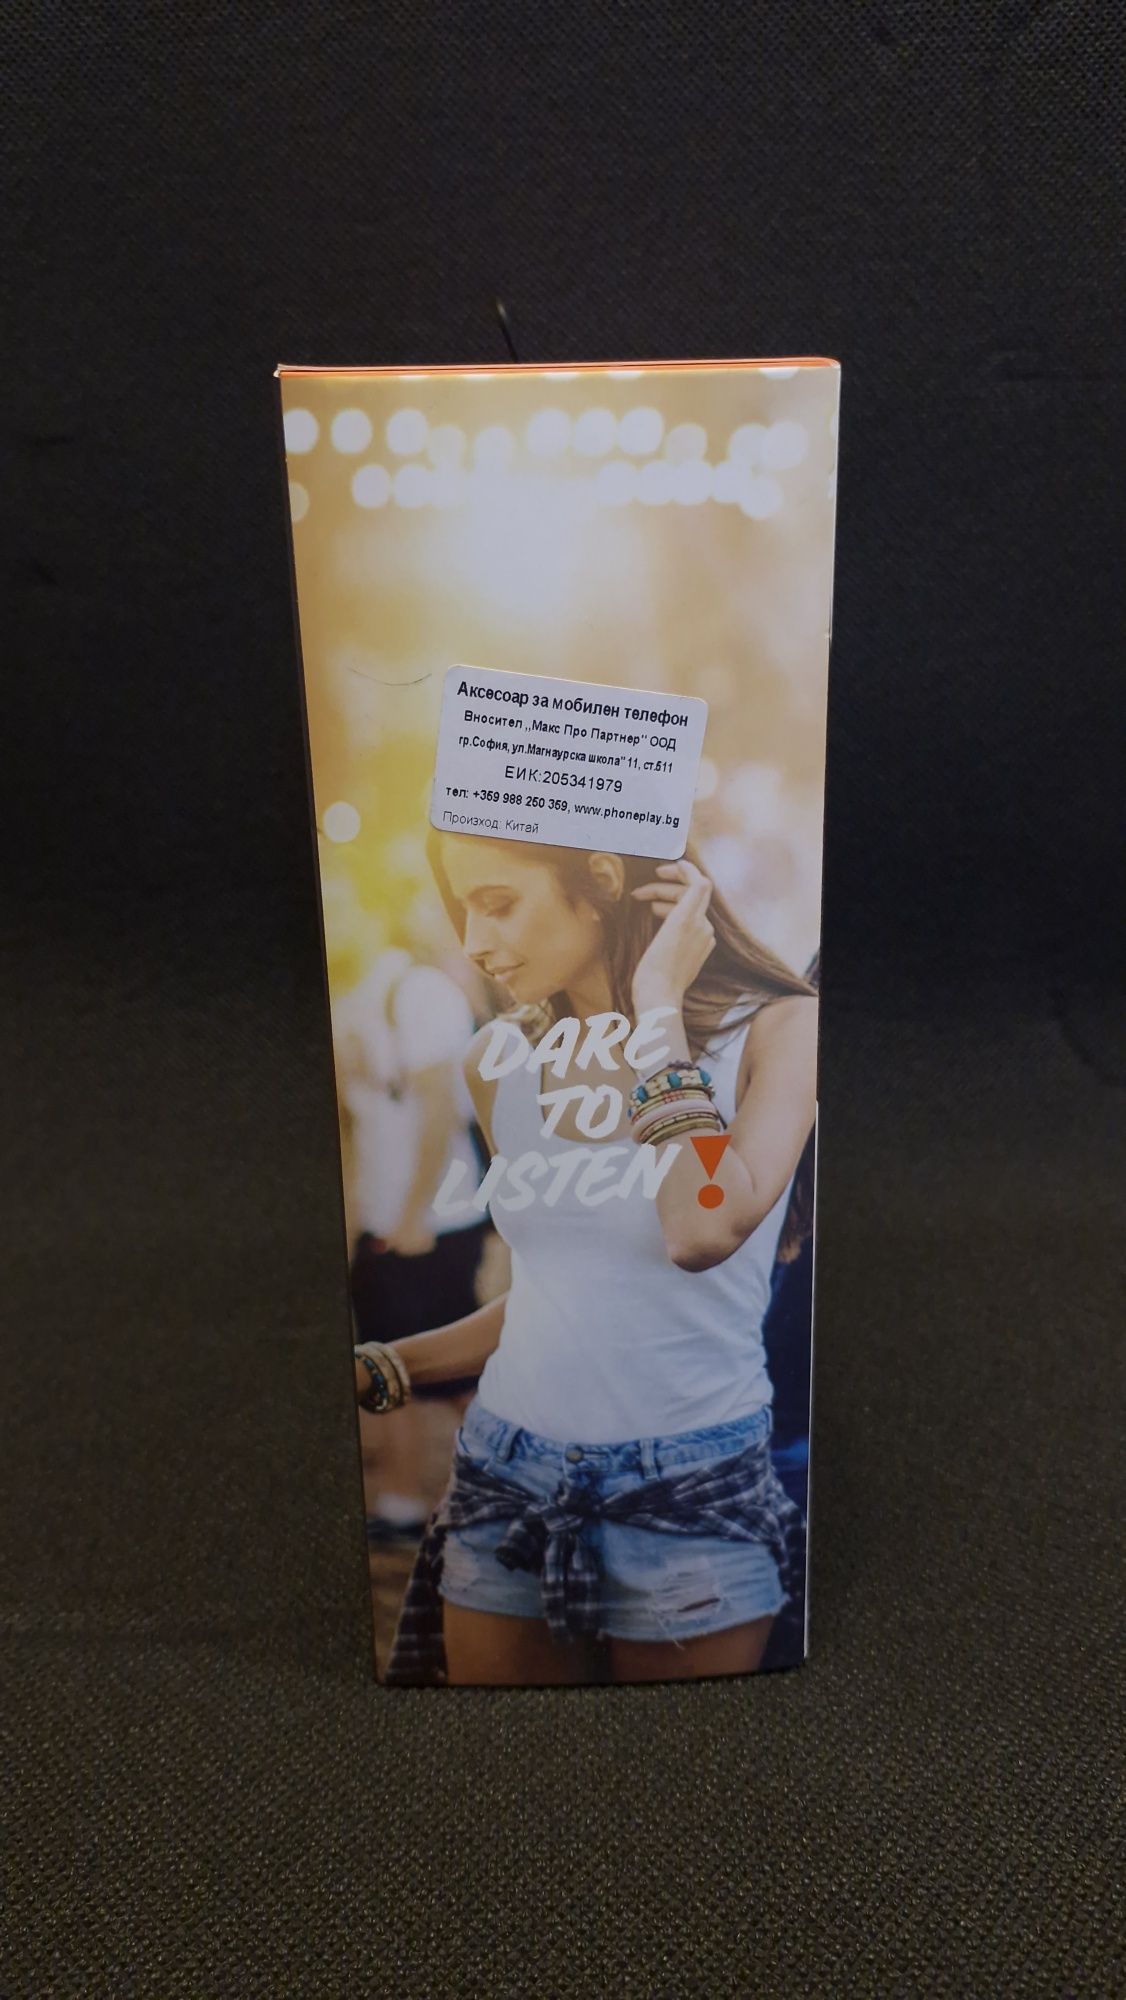 Аксесоар за мобилен телефон
Вносител „Макс Про Партнер" ООД
гр.София, ул.Магнаурска школа" 11, ст.511
ЕИК:205341979
тел: +359 988 250 359, www.phoneplay.bg
Произход: Китай
DARE
TO
LISTEN!